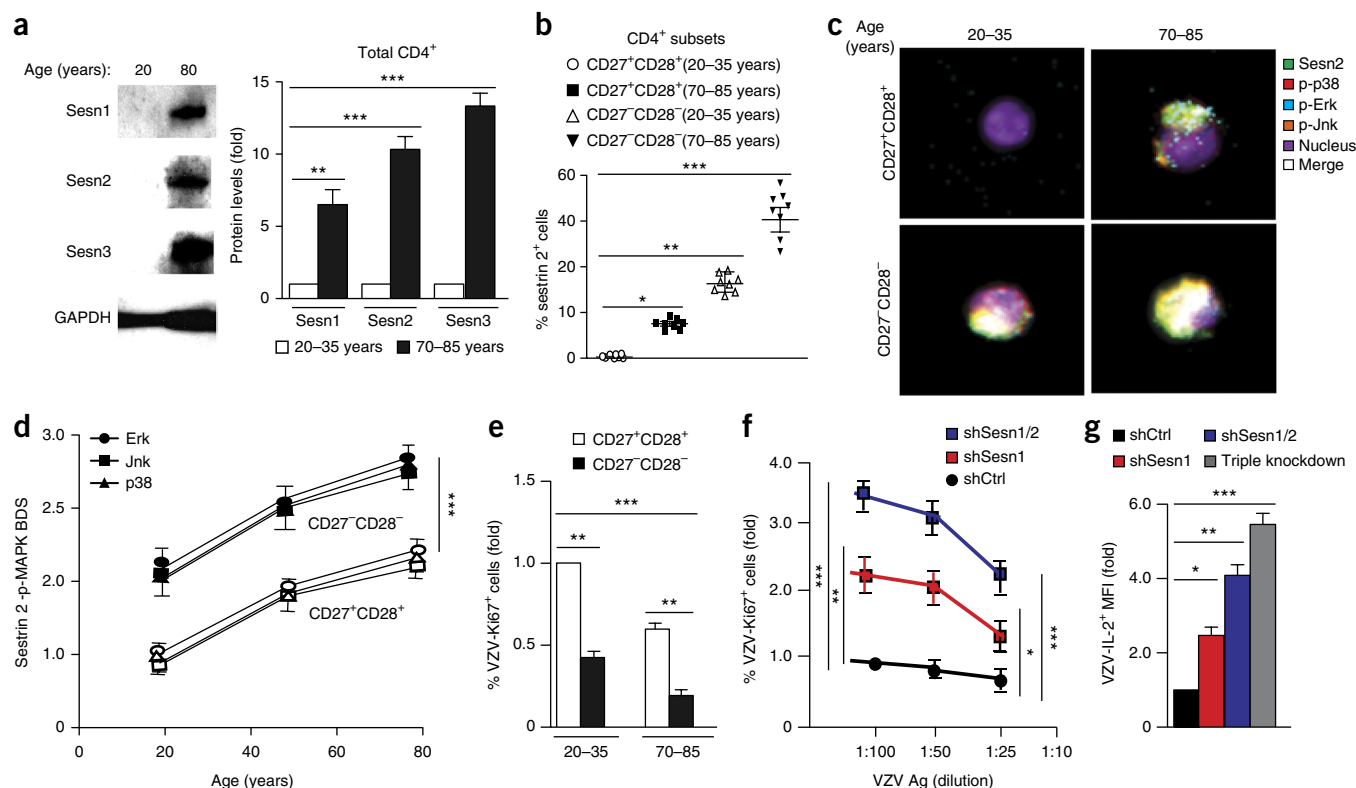 a
Age (years): 20 80
Sesn1
Sesn2
Sesn3
GAPDH
Total CD4⁺
Protein levels (fold)
15
10
5
0
**
***
***
Sesn1 Sesn2 Sesn3
20–35 years 70–85 years
b
CD4⁺ subsets
CD27⁺CD28⁺(20–35 years)
CD27⁺CD28⁺(70–85 years)
CD27⁻CD28⁻(20–35 years)
CD27⁻CD28⁻(70–85 years)
% sestrin 2⁺ cells
60
40
20
10
0
***
**
*
c
Age
(years)
20–35 70–85
CD27⁺CD28⁺
CD27⁻CD28⁻
Sesn2
p-p38
p-Erk
p-Jnk
Nucleus
Merge
d
Erk
Jnk
p38
Sestrin 2 -p-MAPK BDS
3.0
2.5
2.0
1.0
0
CD27⁻CD28⁻
CD27⁺CD28⁺
***
0 20 40 60 80
Age (years)
e
CD27⁺CD28⁺
CD27⁻CD28⁻
% VZV-Ki67⁺ cells (fold)
1.5
1.0
0.5
0
***
**
**
20–35 70–85
f
shSesn1/2
shSesn1
shCtrl
% VZV-Ki67⁺ cells (fold)
4.0
3.0
2.0
1.0
0
***
**
*
***
1:100 1:50 1:25 1:10
VZV Ag (dilution)
g
shCtrl shSesn1/2
shSesn1 Triple knockdown
VZV-IL-2⁺ MFI (fold)
6.0
4.0
2.0
0
***
**
*